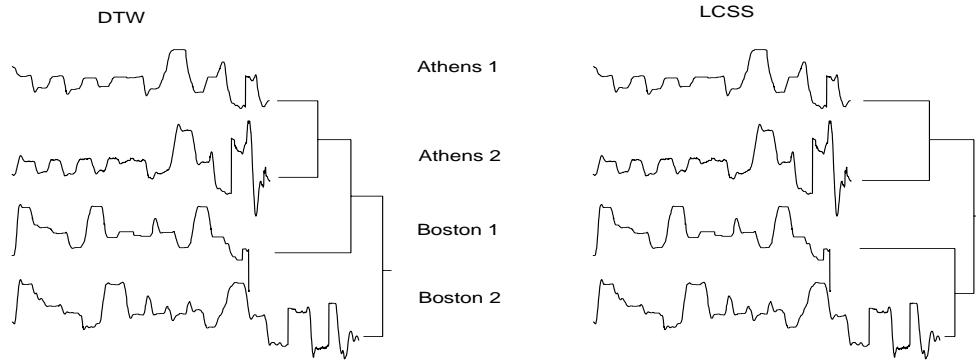 DTW
LCSS
Athens 1
Athens 2
Boston 1
Boston 2